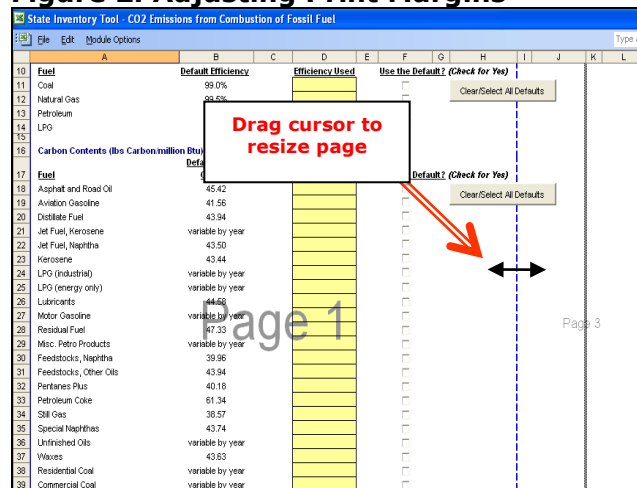 Figure 2. Adjusting Print Margins
State Inventory Tool - CO2 Emissions from Combustion of Fossil Fuel
File Edit Module Options Type a
A B C D E F G H I J K L
10 Fuel Default Efficiency Efficiency Used Use the Default? (Check for Yes)
11 Coal 99.0%
Clear/Select All Defaults
12 Natural Gas 99.5%
13 Petroleum
14 LPG
15
Drag cursor to
resize page
16 Carbon Contents (lbs Carbon/million Btu)
17 Fuel Default? (Check for Yes)
18 Asphalt and Road Oil 45.42
Clear/Select All Defaults
19 Aviation Gasoline 41.56
20 Distillate Fuel 43.94
21 Jet Fuel, Kerosene variable by year
22 Jet Fuel, Naphtha 43.50
23 Kerosene 43.44
24 LPG (industrial) variable by year
25 LPG (energy only) variable by year
26 Lubricants 44.58
27 Motor Gasoline variable by year
Page 1
Page 3
28 Residual Fuel 47.33
29 Misc. Petro Products variable by year
30 Feedstocks, Naphtha 39.96
31 Feedstocks, Other Oils 43.94
32 Pentanes Plus 40.18
33 Petroleum Coke 61.34
34 Still Gas 38.57
35 Special Naphthas 43.74
36 Unfinished Oils variable by year
37 Waxes 43.63
38 Residential Coal variable by year
39 Commercial Coal variable by year